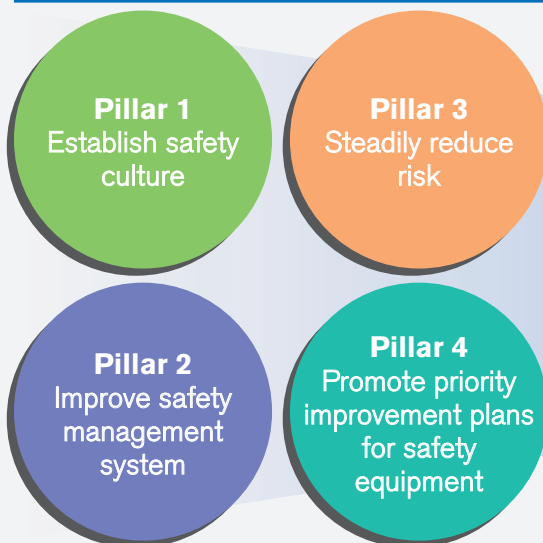 Pillar 1
Establish safety
culture
Pillar 2
Improve safety
management
system
Pillar 3
Steadily reduce
risk
Pillar 4
Promote priority
improvement plans
for safety
equipment